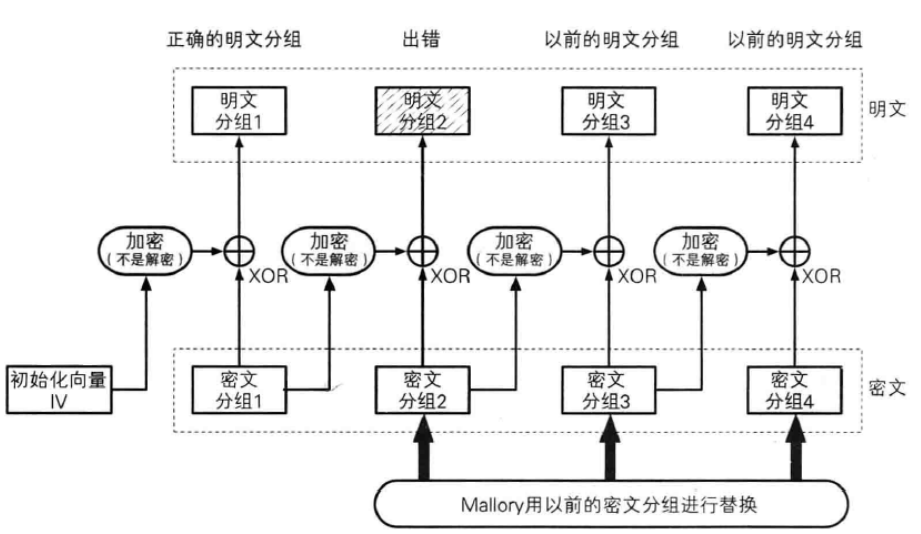 正确的明文分组
出错
以前的明文分组
以前的明文分组
明文
分组1
明文
分组2
明文
分组3
明文
分组4
明文
加密
(不是解密)
加密
(不是解密)
加密
(不是解密)
加密
(不是解密)
XOR
XOR
XOR
XOR
初始化向量
IV
密文
分组1
密文
分组2
密文
分组3
密文
分组4
密文
Mallory用以前的密文分组进行替换